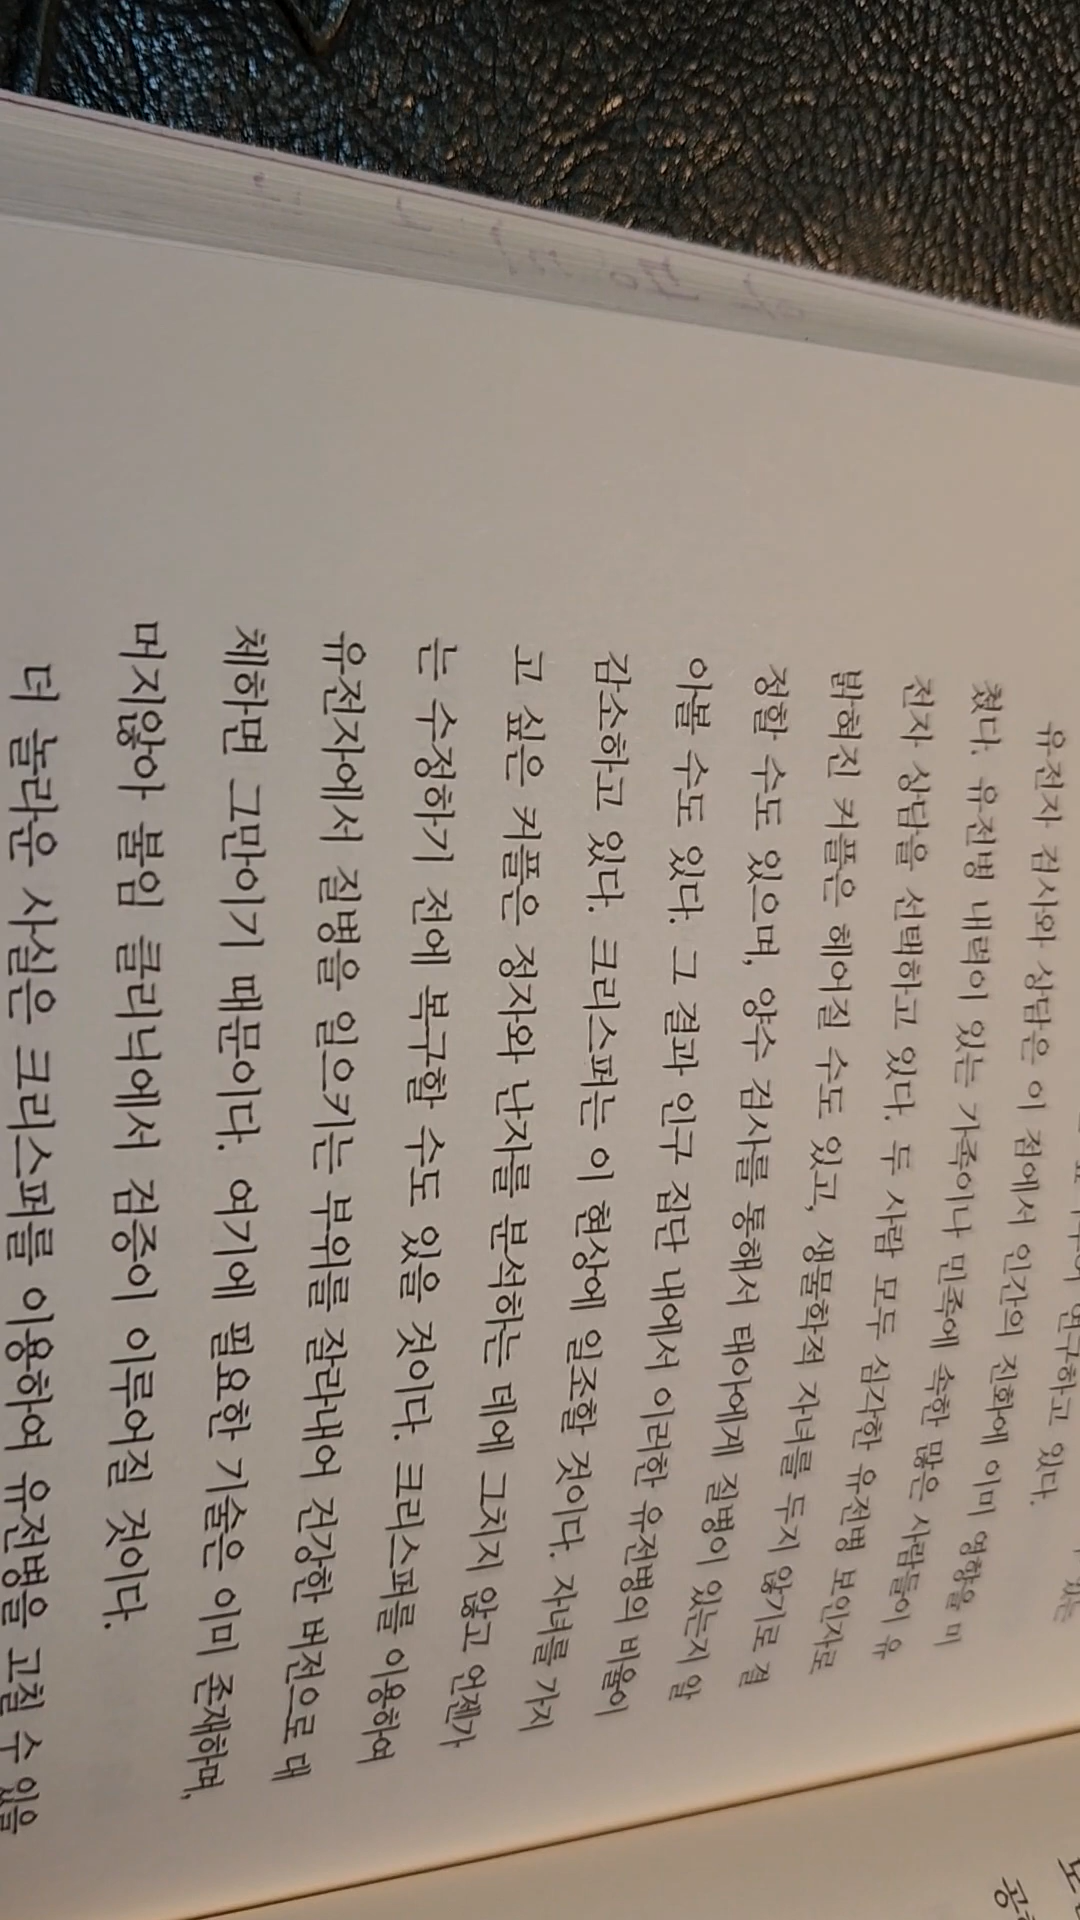 연구하고 있다.
유전자 검사와 상담은 이 점에서 인간의 진화에 이미 영향을 미
쳤다. 유전병 내력이 있는 가족이나 민족에 속한 많은 사람들이 유
전자 상담을 선택하고 있다. 두 사람 모두 심각한 유전병 보인자로
밝혀진 커플은 헤어질 수도 있고, 생물학적 자녀를 두지 않기로 결
정할 수도 있으며, 양수 검사를 통해서 태아에게 질병이 있는지 알
아볼 수도 있다. 그 결과 인구 집단 내에서 이러한 유전병의 비율이
감소하고 있다. 크리스퍼는 이 현상에 일조할 것이다. 자녀를 가지
고 싶은 커플은 정자와 난자를 분석하는 데에 그치지 않고 언젠가
는 수정하기 전에 복구할 수도 있을 것이다. 크리스퍼를 이용하여
유전자에서 질병을 일으키는 부위를 잘라내어 건강한 버전으로 대
체하면 그만이기 때문이다. 여기에 필요한 기술은 이미 존재하며,
머지않아 불임 클리닉에서 검증이 이루어질 것이다.
더 놀라운 사실은 크리스퍼를 이용하여 유전병을 고칠 수 있을